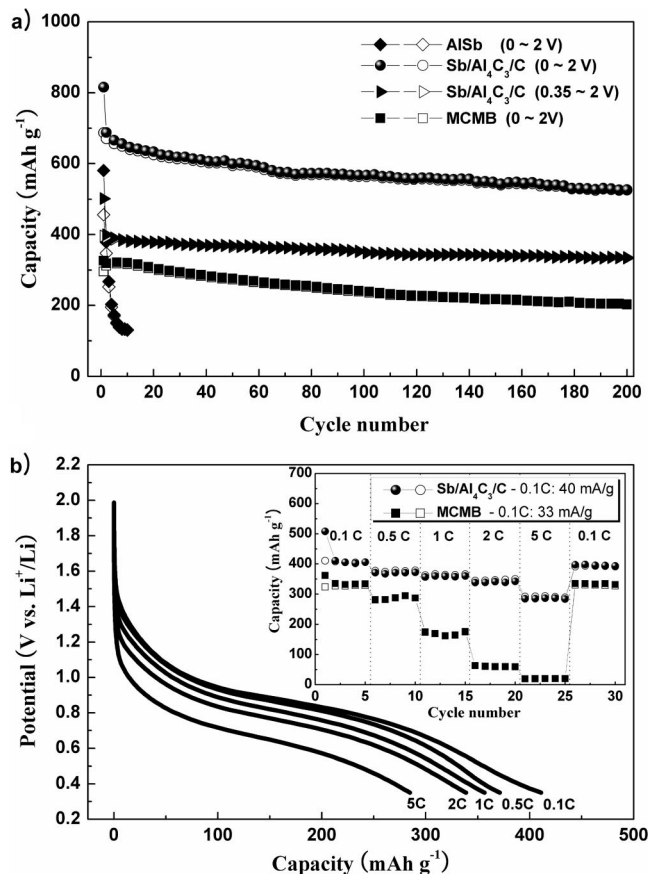 a)
1000
800
600
400
200
0
Capacity (mAh g⁻¹)
AlSb (0 ~ 2 V)
Sb/Al₄C₃/C (0 ~ 2 V)
Sb/Al₄C₃/C (0.35 ~ 2 V)
MCMB (0 ~ 2V)
0 20 40 60 80 100 120 140 160 180 200
Cycle number
b)
2.2
2.0
1.8
1.6
1.4
1.2
1.0
0.8
0.6
0.4
0.2
Potential (V vs. Li⁺/Li)
700
600
500
400
300
200
100
0
Capacity (mAh g⁻¹)
Sb/Al₄C₃/C - 0.1C: 40 mA/g
MCMB - 0.1C: 33 mA/g
0.1 C 0.5 C 1 C 2 C 5 C 0.1 C
0 5 10 15 20 25 30
Cycle number
5C 2C 1C 0.5C 0.1C
0 100 200 300 400 500
Capacity (mAh g⁻¹)